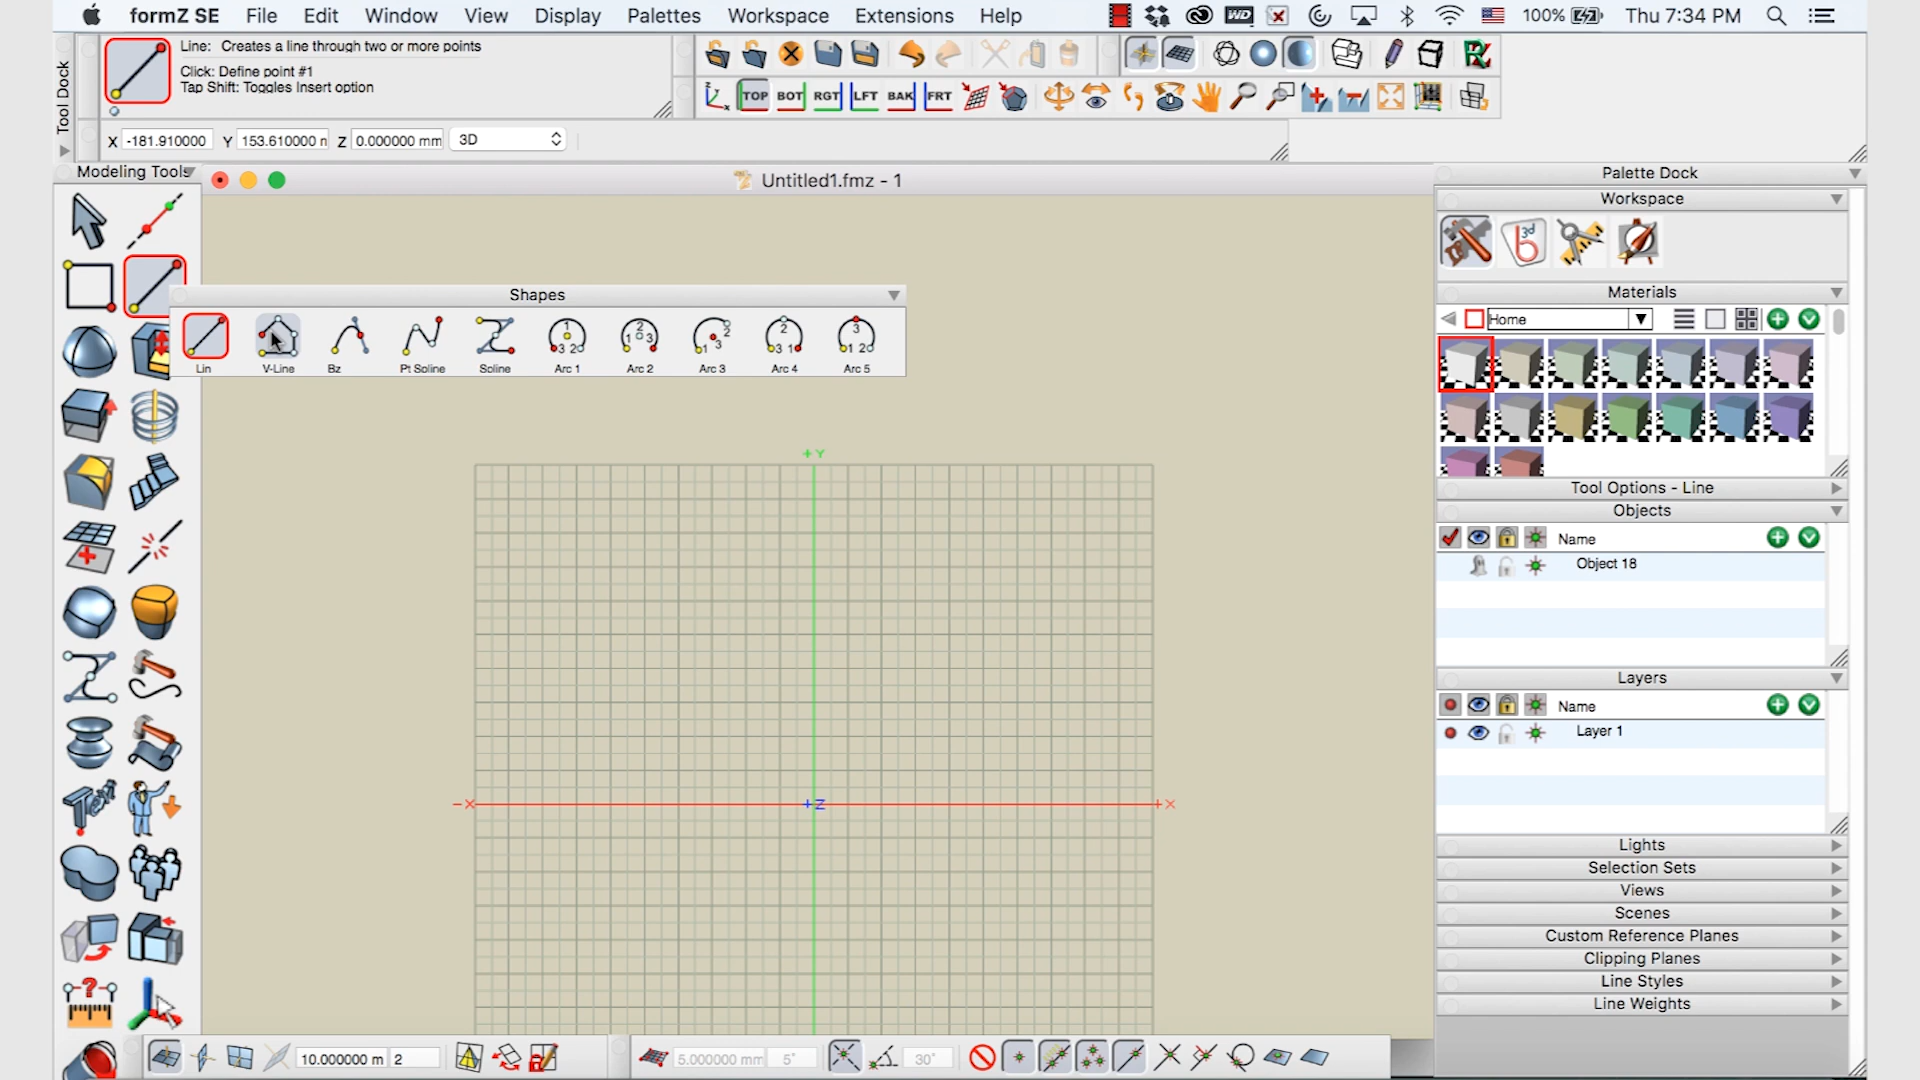 formZ SE File Edit Window View Display Palettes Workspace Extensions Help WD 100% Thu 7:34 PM
Tool Dock
Line: Creates a line through two or more points
Click: Define point #1
Tap Shift: Toggles Insert option
TOP BOT RGT LFT BAK FRT
X -181.910000 Y 153.610000 n Z 0.000000 mm 3D
Modeling Tools
Untitled1.fmz - 1
Palette Dock
Workspace
3d
Materials
Home
Shapes
Lin V-Line Bz Pt Spline Spline Arc 1 Arc 2 Arc 3 Arc 4 Arc 5
Tool Options - Line
Objects
Name
Object 18
Layers
Name
Layer 1
+Y
-X +Z +X
Lights
Selection Sets
Views
Scenes
Custom Reference Planes
Clipping Planes
Line Styles
Line Weights
10.000000 m 2 5.000000 mm 5° 30°